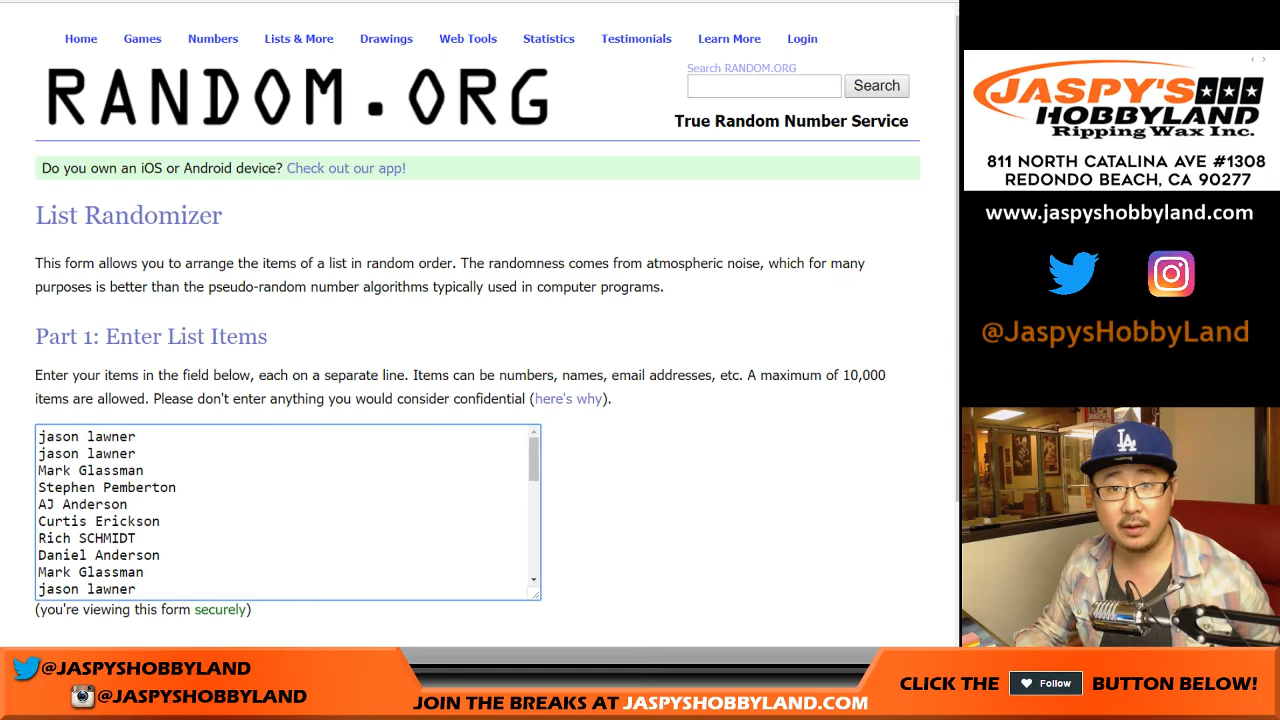 Home Games Numbers Lists & More Drawings Web Tools Statistics Testimonials Learn More Login
RANDOM.ORG
Search RANDOM.ORG
Search
True Random Number Service
Do you own an iOS or Android device? Check out our app!
List Randomizer
This form allows you to arrange the items of a list in random order. The randomness comes from atmospheric noise, which for many
purposes is better than the pseudo-random number algorithms typically used in computer programs.
Part 1: Enter List Items
Enter your items in the field below, each on a separate line. Items can be numbers, names, email addresses, etc. A maximum of 10,000
items are allowed. Please don't enter anything you would consider confidential (here's why).
jason lawner
jason lawner
Mark Glassman
Stephen Pemberton
AJ Anderson
Curtis Erickson
Rich SCHMIDT
Daniel Anderson
Mark Glassman
jason lawner
(you're viewing this form securely)
JASPY'S
HOBBYLAND
Ripping Wax Inc.
811 NORTH CATALINA AVE #1308
REDONDO BEACH, CA 90277
www.jaspyshobbyland.com
@JaspysHobbyLand
LA
@JASPYSHOBBYLAND
@JASPYSHOBBYLAND
JOIN THE BREAKS AT JASPYSHOBBYLAND.COM
CLICK THE Follow BUTTON BELOW!